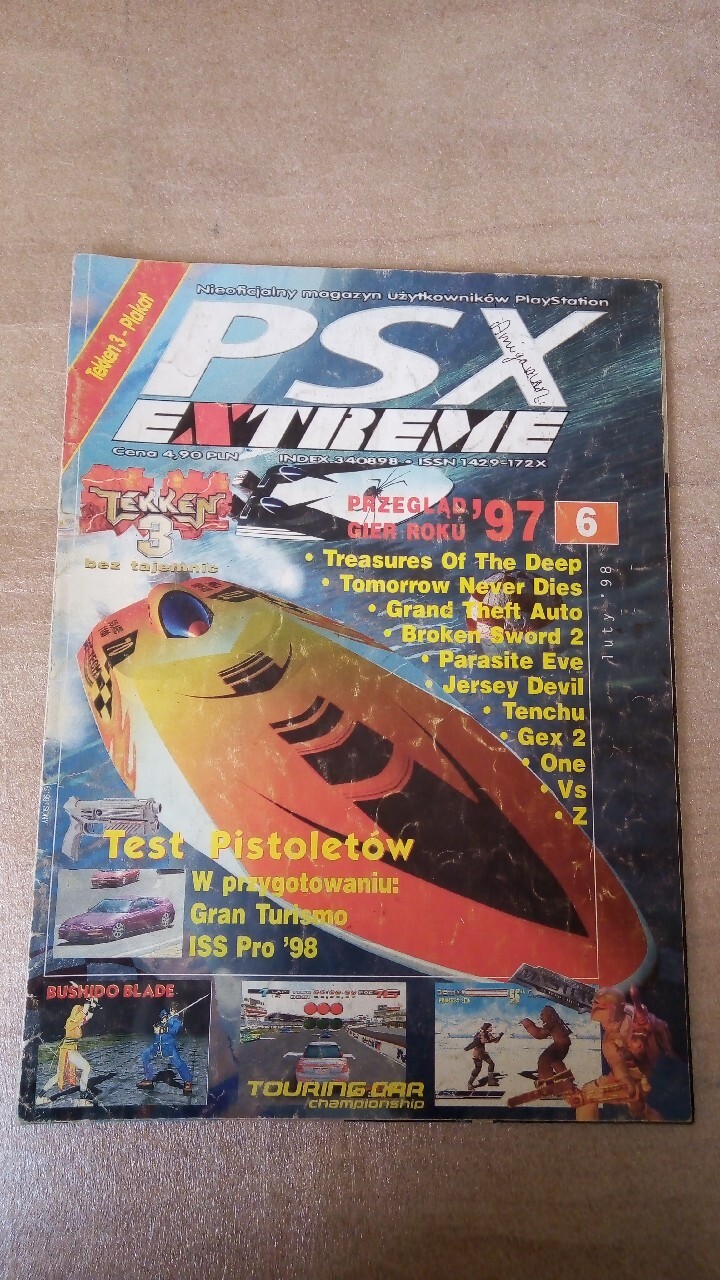 Tekken 3 - Plakat
Nieoficjalny magazyn użytkowników PlayStation
PSX
EXTREME
Cena 4,90 PLN INDEX 340898 • ISSN 1429-172X
TEKKEN
3
bez tajemnic
PRZEGLĄD
GIER ROKU '97
6
luty '98
• Treasures Of The Deep
• Tomorrow Never Dies
• Grand Theft Auto
• Broken Sword 2
• Parasite Eve
• Jersey Devil
• Tenchu
• Gex 2
• One
• Vs
• Z
Test Pistoletów
W przygotowaniu:
Gran Turismo
ISS Pro '98
BUSHIDO BLADE
TOURING CAR
championship